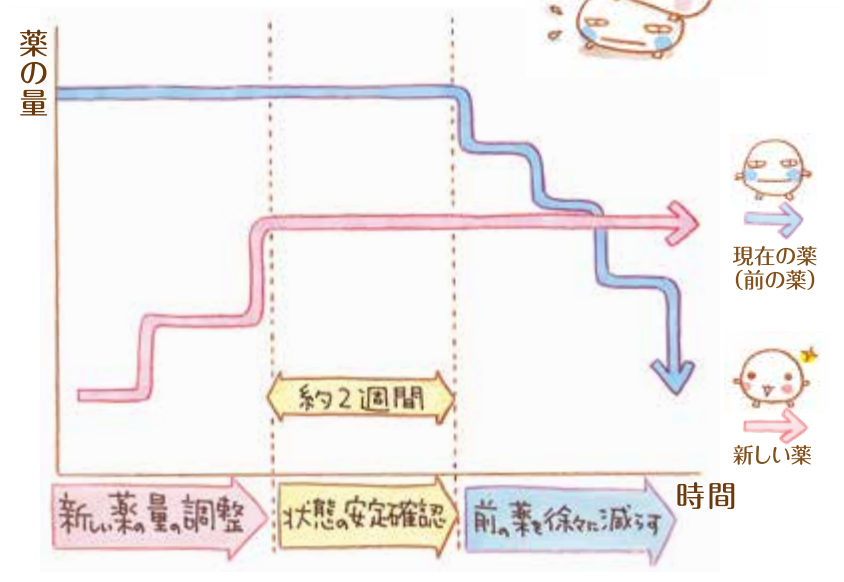 薬の量
現在の薬
（前の薬）
約2週間
新しい薬
新しい薬の量の調整
状態の安定確認
前の薬を徐々に減らす
時間